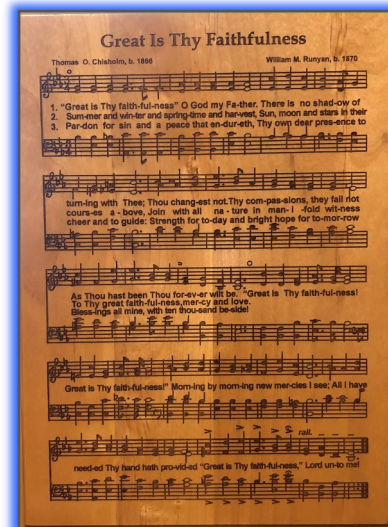 Great Is Thy Faithfulness
Thomas O. Chisholm, b. 1866 William M. Runyan, b. 1870
1. "Great is Thy faith-ful-ness" O God my Fa-ther. There is no shad-ow of
2. Sum-mer and win-ter and spring-time and har-vest, Sun, moon and stars in their
3. Par-don for sin and a peace that en-dur-eth, Thy own dear pres-ence to
turn-ing with Thee; Thou chang-est not.Thy com-pas-sions, they fail not
cours-es a-bove, Join with all na-ture in man-i-fold wit-ness
cheer and to guide: Strength for to-day and bright hope for to-mor-row
As Thou hast been Thou for-ev-er wilt be. "Great is Thy faith-ful-ness!
To Thy great faith-ful-ness,mer-cy and love.
Bless-ings all mine, with ten thou-sand be-side!
Great is Thy faith-ful-ness!" Morn-ing by morn-ing new mer-cies I see; All I have
rall.
need-ed Thy hand hath pro-vid-ed "Great is Thy faith-ful-ness," Lord un-to me!